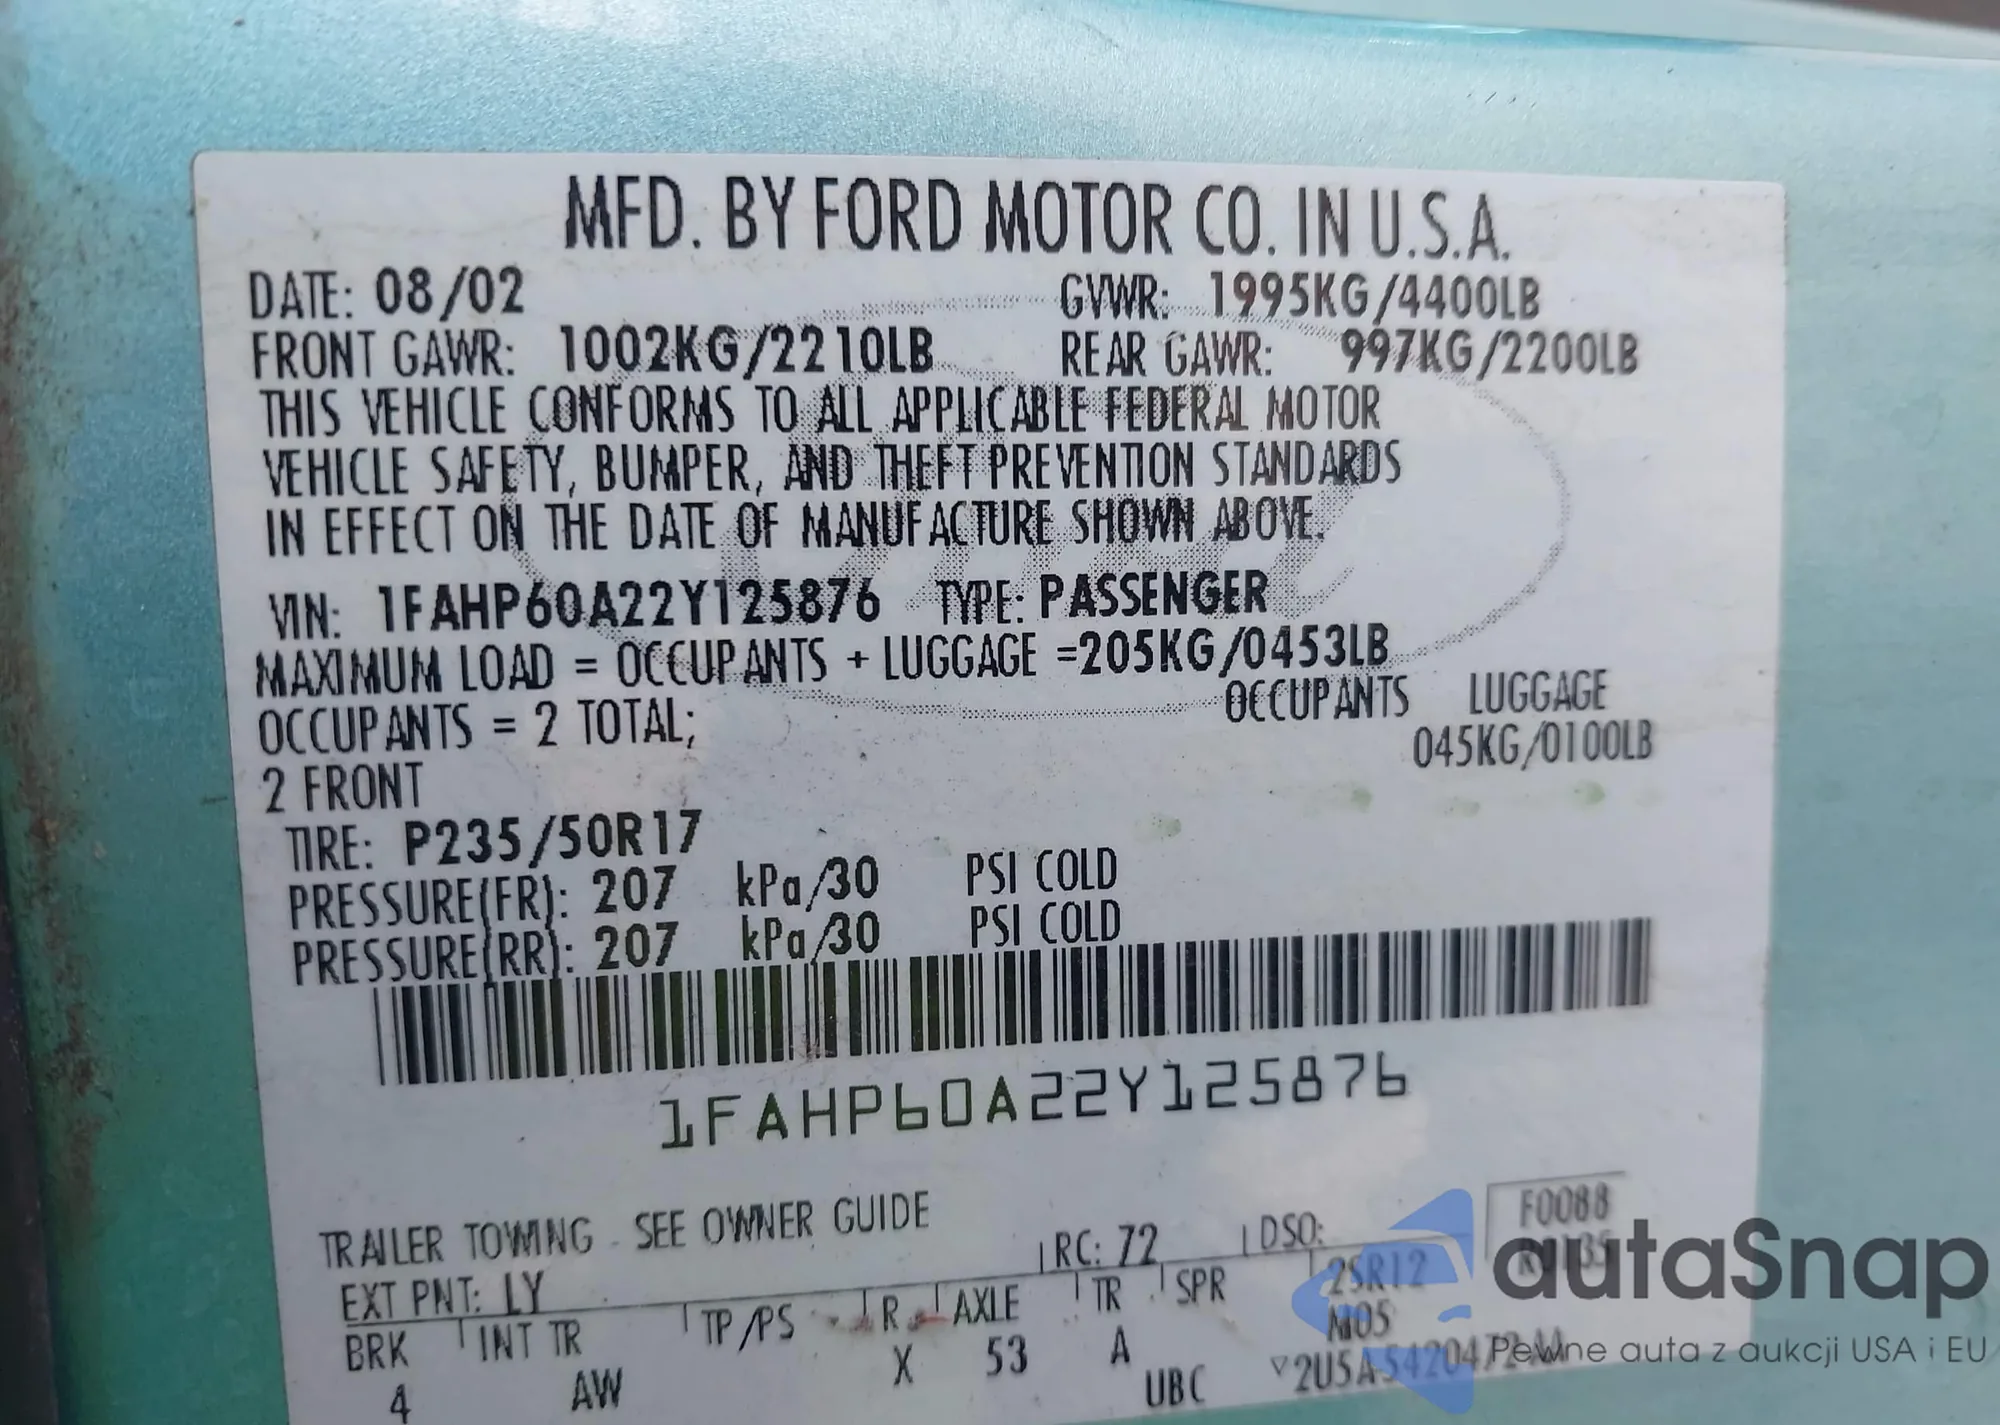 MFD. BY FORD MOTOR CO. IN U.S.A.
DATE: 08/02 GVWR: 1995KG/4400LB
FRONT GAWR: 1002KG/2210LB REAR GAWR: 997KG/2200LB
THIS VEHICLE CONFORMS TO ALL APPLICABLE FEDERAL MOTOR
VEHICLE SAFETY, BUMPER, AND THEFT PREVENTION STANDARDS
IN EFFECT ON THE DATE OF MANUFACTURE SHOWN ABOVE.
VIN: 1FAHP60A22Y125876 TYPE: PASSENGER
MAXIMUM LOAD = OCCUPANTS + LUGGAGE =205KG/0453LB
OCCUPANTS = 2 TOTAL; OCCUPANTS LUGGAGE
2 FRONT 045KG/0100LB
TIRE: P235/50R17
PRESSURE(FR): 207 kPa/30 PSI COLD
PRESSURE(RR): 207 kPa/30 PSI COLD
1FAHP60A22Y125876
TRAILER TOWING - SEE OWNER GUIDE
F0088
EXT PNT: LY RC: 72 DSO:
BRK INT TR TP/PS R AXLE TR SPR 2SR12
4 AW X 53 A M05
UBC
autaSnap
Pewne auta z aukcji USA i EU